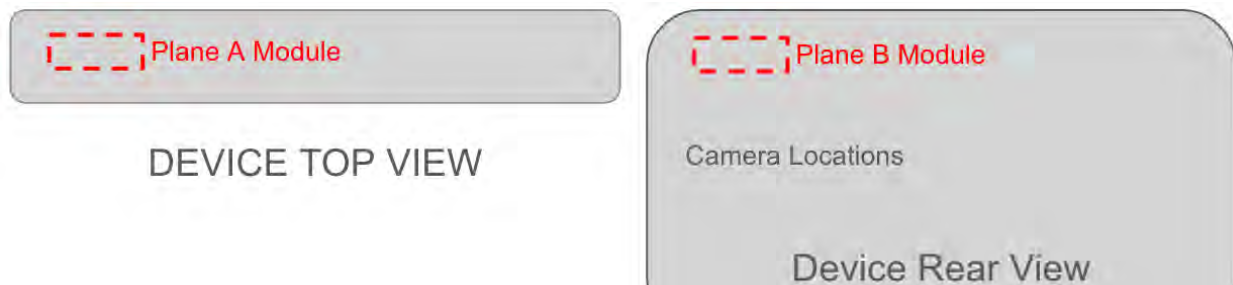 Plane A Module
DEVICE TOP VIEW
Plane B Module
Camera Locations
Device Rear View